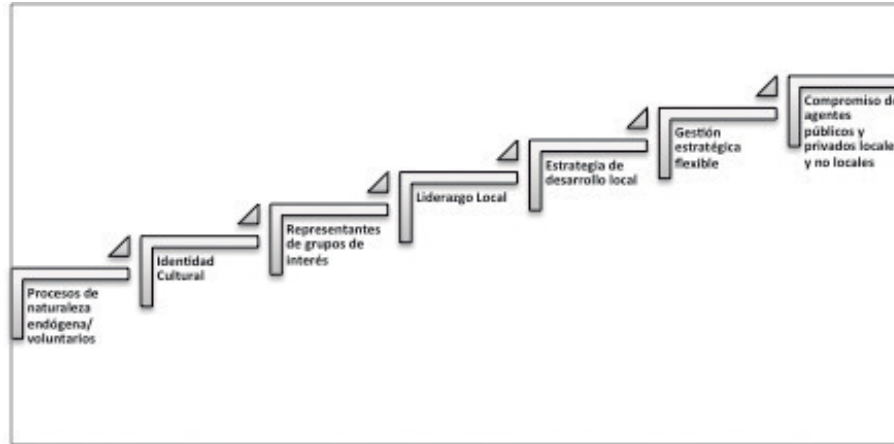 Procesos de
naturaleza
endógena/
voluntarios
Identidad
Cultural
Representantes
de grupos de
interés
Liderazgo Local
Estrategia de
desarrollo local
Gestión
estratégica
flexible
Compromiso de
agentes
públicos y
privados locale
y no locales